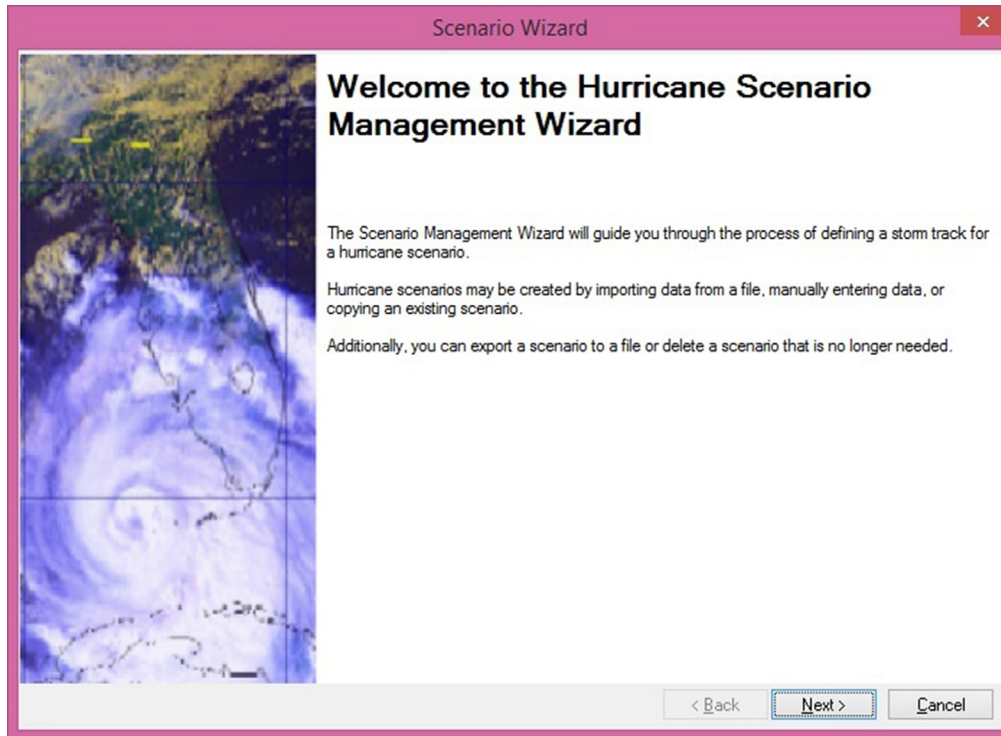 Scenario Wizard
Welcome to the Hurricane Scenario
Management Wizard
The Scenario Management Wizard will guide you through the process of defining a storm track for
a hurricane scenario.
Hurricane scenarios may be created by importing data from a file, manually entering data, or
copying an existing scenario.
Additionally, you can export a scenario to a file or delete a scenario that is no longer needed.
< Back
Next >
Cancel